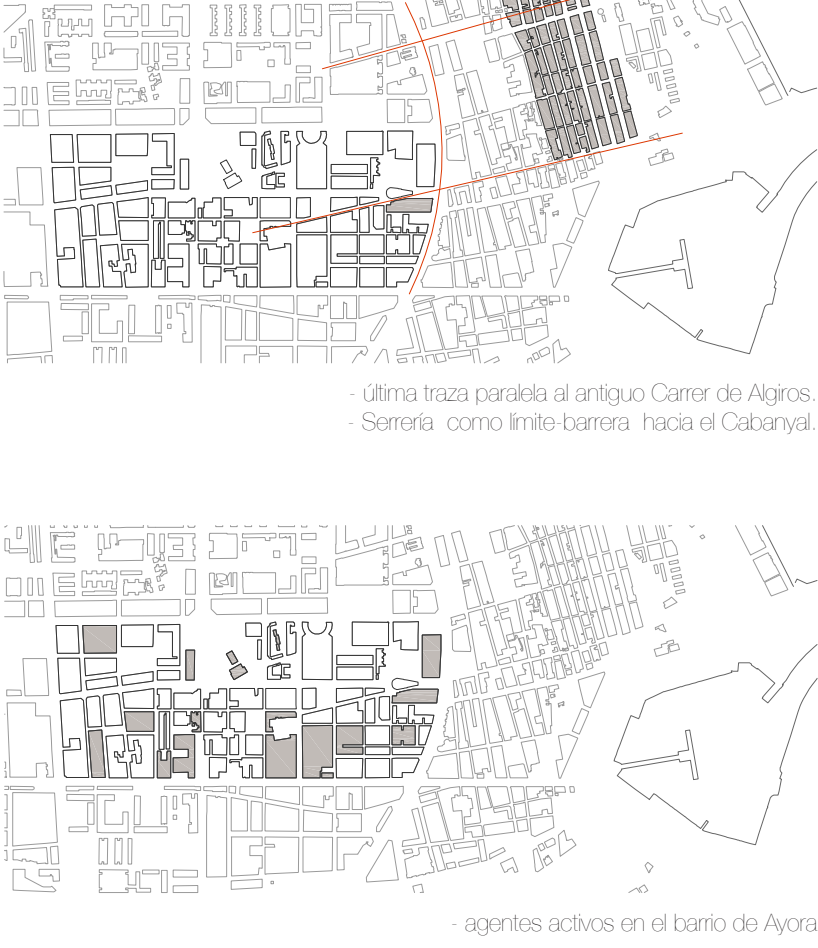 - última traza paralela al antiguo Carrer de Algiros.
- Serrería como límite-barrera hacia el Cabanyal.
- agentes activos en el barrio de Ayora